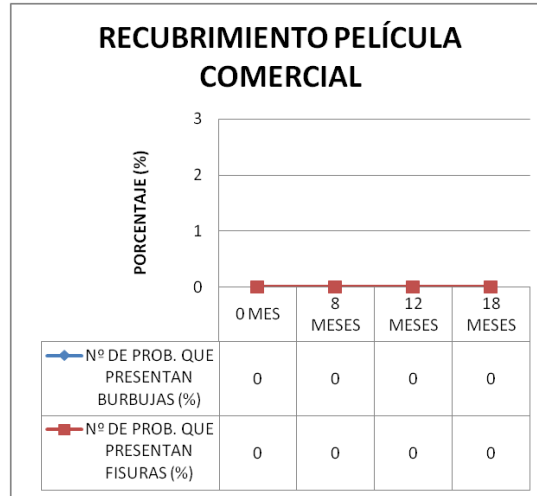 RECUBRIMIENTO PELÍCULA
COMERCIAL
PORCENTAJE (%)
3
2
1
0
0 MES
8
MESES
12
MESES
18
MESES
Nº DE PROB. QUE
PRESENTAN
BURBUJAS (%)
0 0 0 0
Nº DE PROB. QUE
PRESENTAN
FISURAS (%)
0 0 0 0